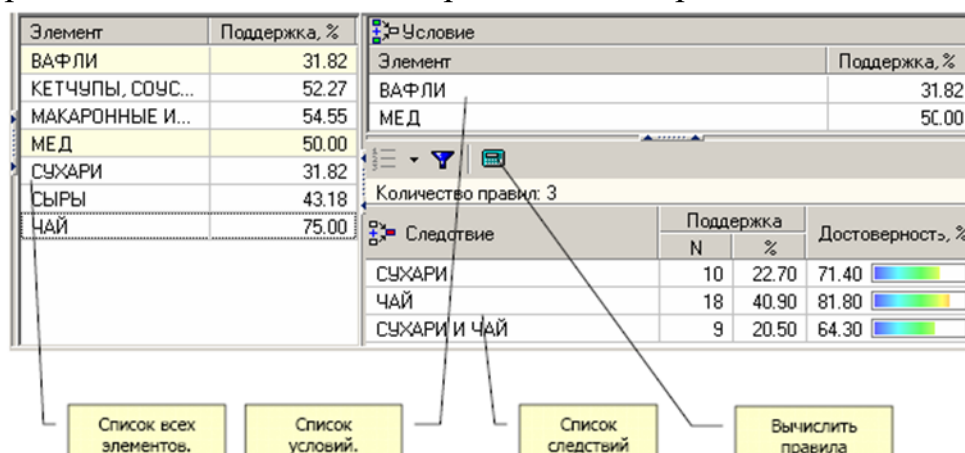 Элемент Поддержка, %
ВАФЛИ 31.82
КЕТЧУПЫ, СОУС... 52.27
МАКАРОННЫЕ И... 54.55
МЕД 50.00
СУХАРИ 31.82
СЫРЫ 43.18
ЧАЙ 75.00
Условие
Элемент Поддержка, %
ВАФЛИ 31.82
МЕД 50.00
Количество правил: 3
Следствие Поддержка Достоверность, %
N %
СУХАРИ 10 22.70 71.40
ЧАЙ 18 40.90 81.80
СУХАРИ И ЧАЙ 9 20.50 64.30
Список всех
элементов.
Список
условий.
Список
следствий
Вычислить
правила